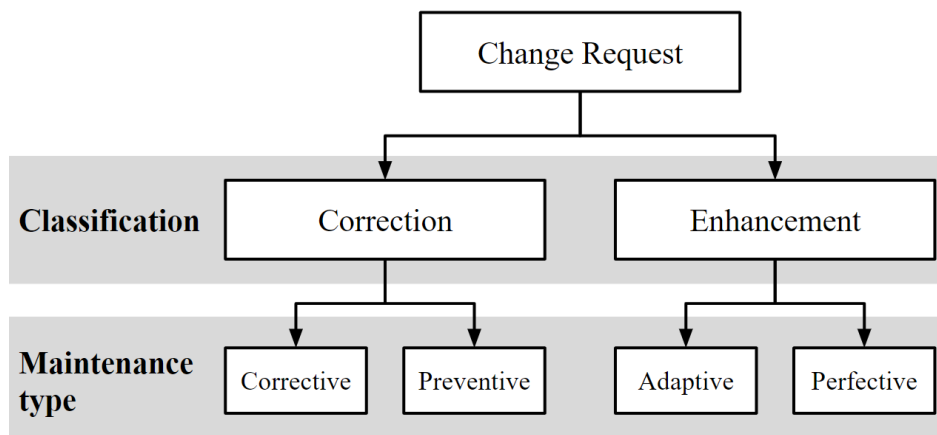 Change Request
Classification
Correction
Enhancement
Maintenance
type
Corrective
Preventive
Adaptive
Perfective